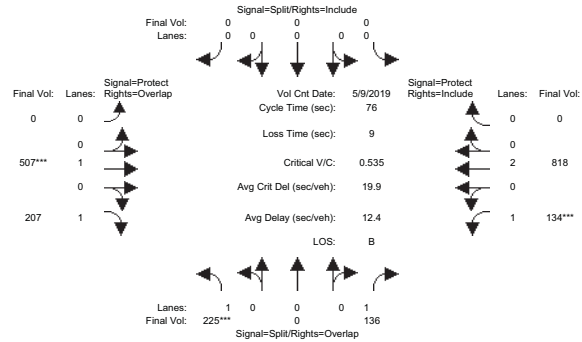 Signal=Split/Rights=Include
Final Vol: 0 0 0
Lanes: 0 0 0 0 0
Signal=Protect
Final Vol: Lanes: Rights=Overlap
Vol Cnt Date: 5/9/2019
Signal=Protect
Rights=Include Lanes: Final Vol:
Cycle Time (sec): 76
0 0
0 0
Loss Time (sec): 9
0
0
507*** 1
Critical V/C: 0.535
2 818
0
Avg Crit Del (sec/veh): 19.9
0
207 1
Avg Delay (sec/veh): 12.4
1 134***
LOS: B
Lanes: 1 0 0 0 1
Final Vol: 225*** 0 136
Signal=Split/Rights=Overlap